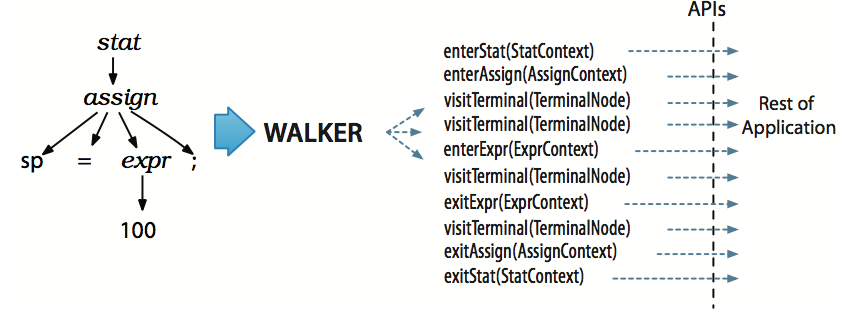 stat
assign
sp = expr ;
100
WALKER
APIs
enterStat(StatContext)
enterAssign(AssignContext)
visitTerminal(TerminalNode)
visitTerminal(TerminalNode)
enterExpr(ExprContext)
visitTerminal(TerminalNode)
exitExpr(ExprContext)
visitTerminal(TerminalNode)
exitAssign(AssignContext)
exitStat(StatContext)
Rest of
Application